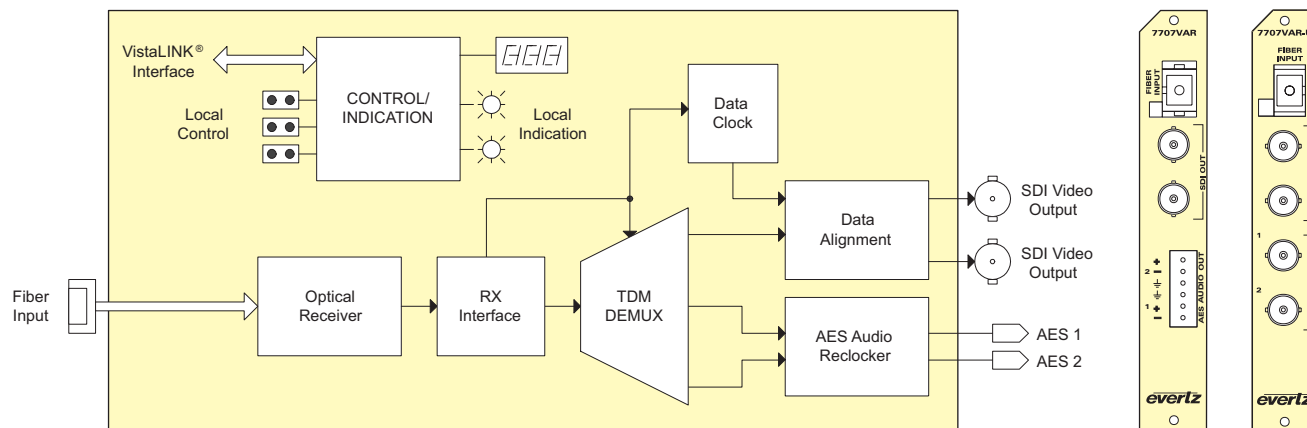 VistaLINK®
Interface
Local
Control
CONTROL/
INDICATION
Local
Indication
Data
Clock
Data
Alignment
SDI Video
Output
SDI Video
Output
Fiber
Input
Optical
Receiver
RX
Interface
TDM
DEMUX
AES Audio
Reclocker
AES 1
AES 2
7707VAR
FIBER
INPUT
SDI OUT
+
2 –
1 +
–
AES AUDIO OUT
evertz
7707VAR-
FIBER
INPUT
1
2
evertz